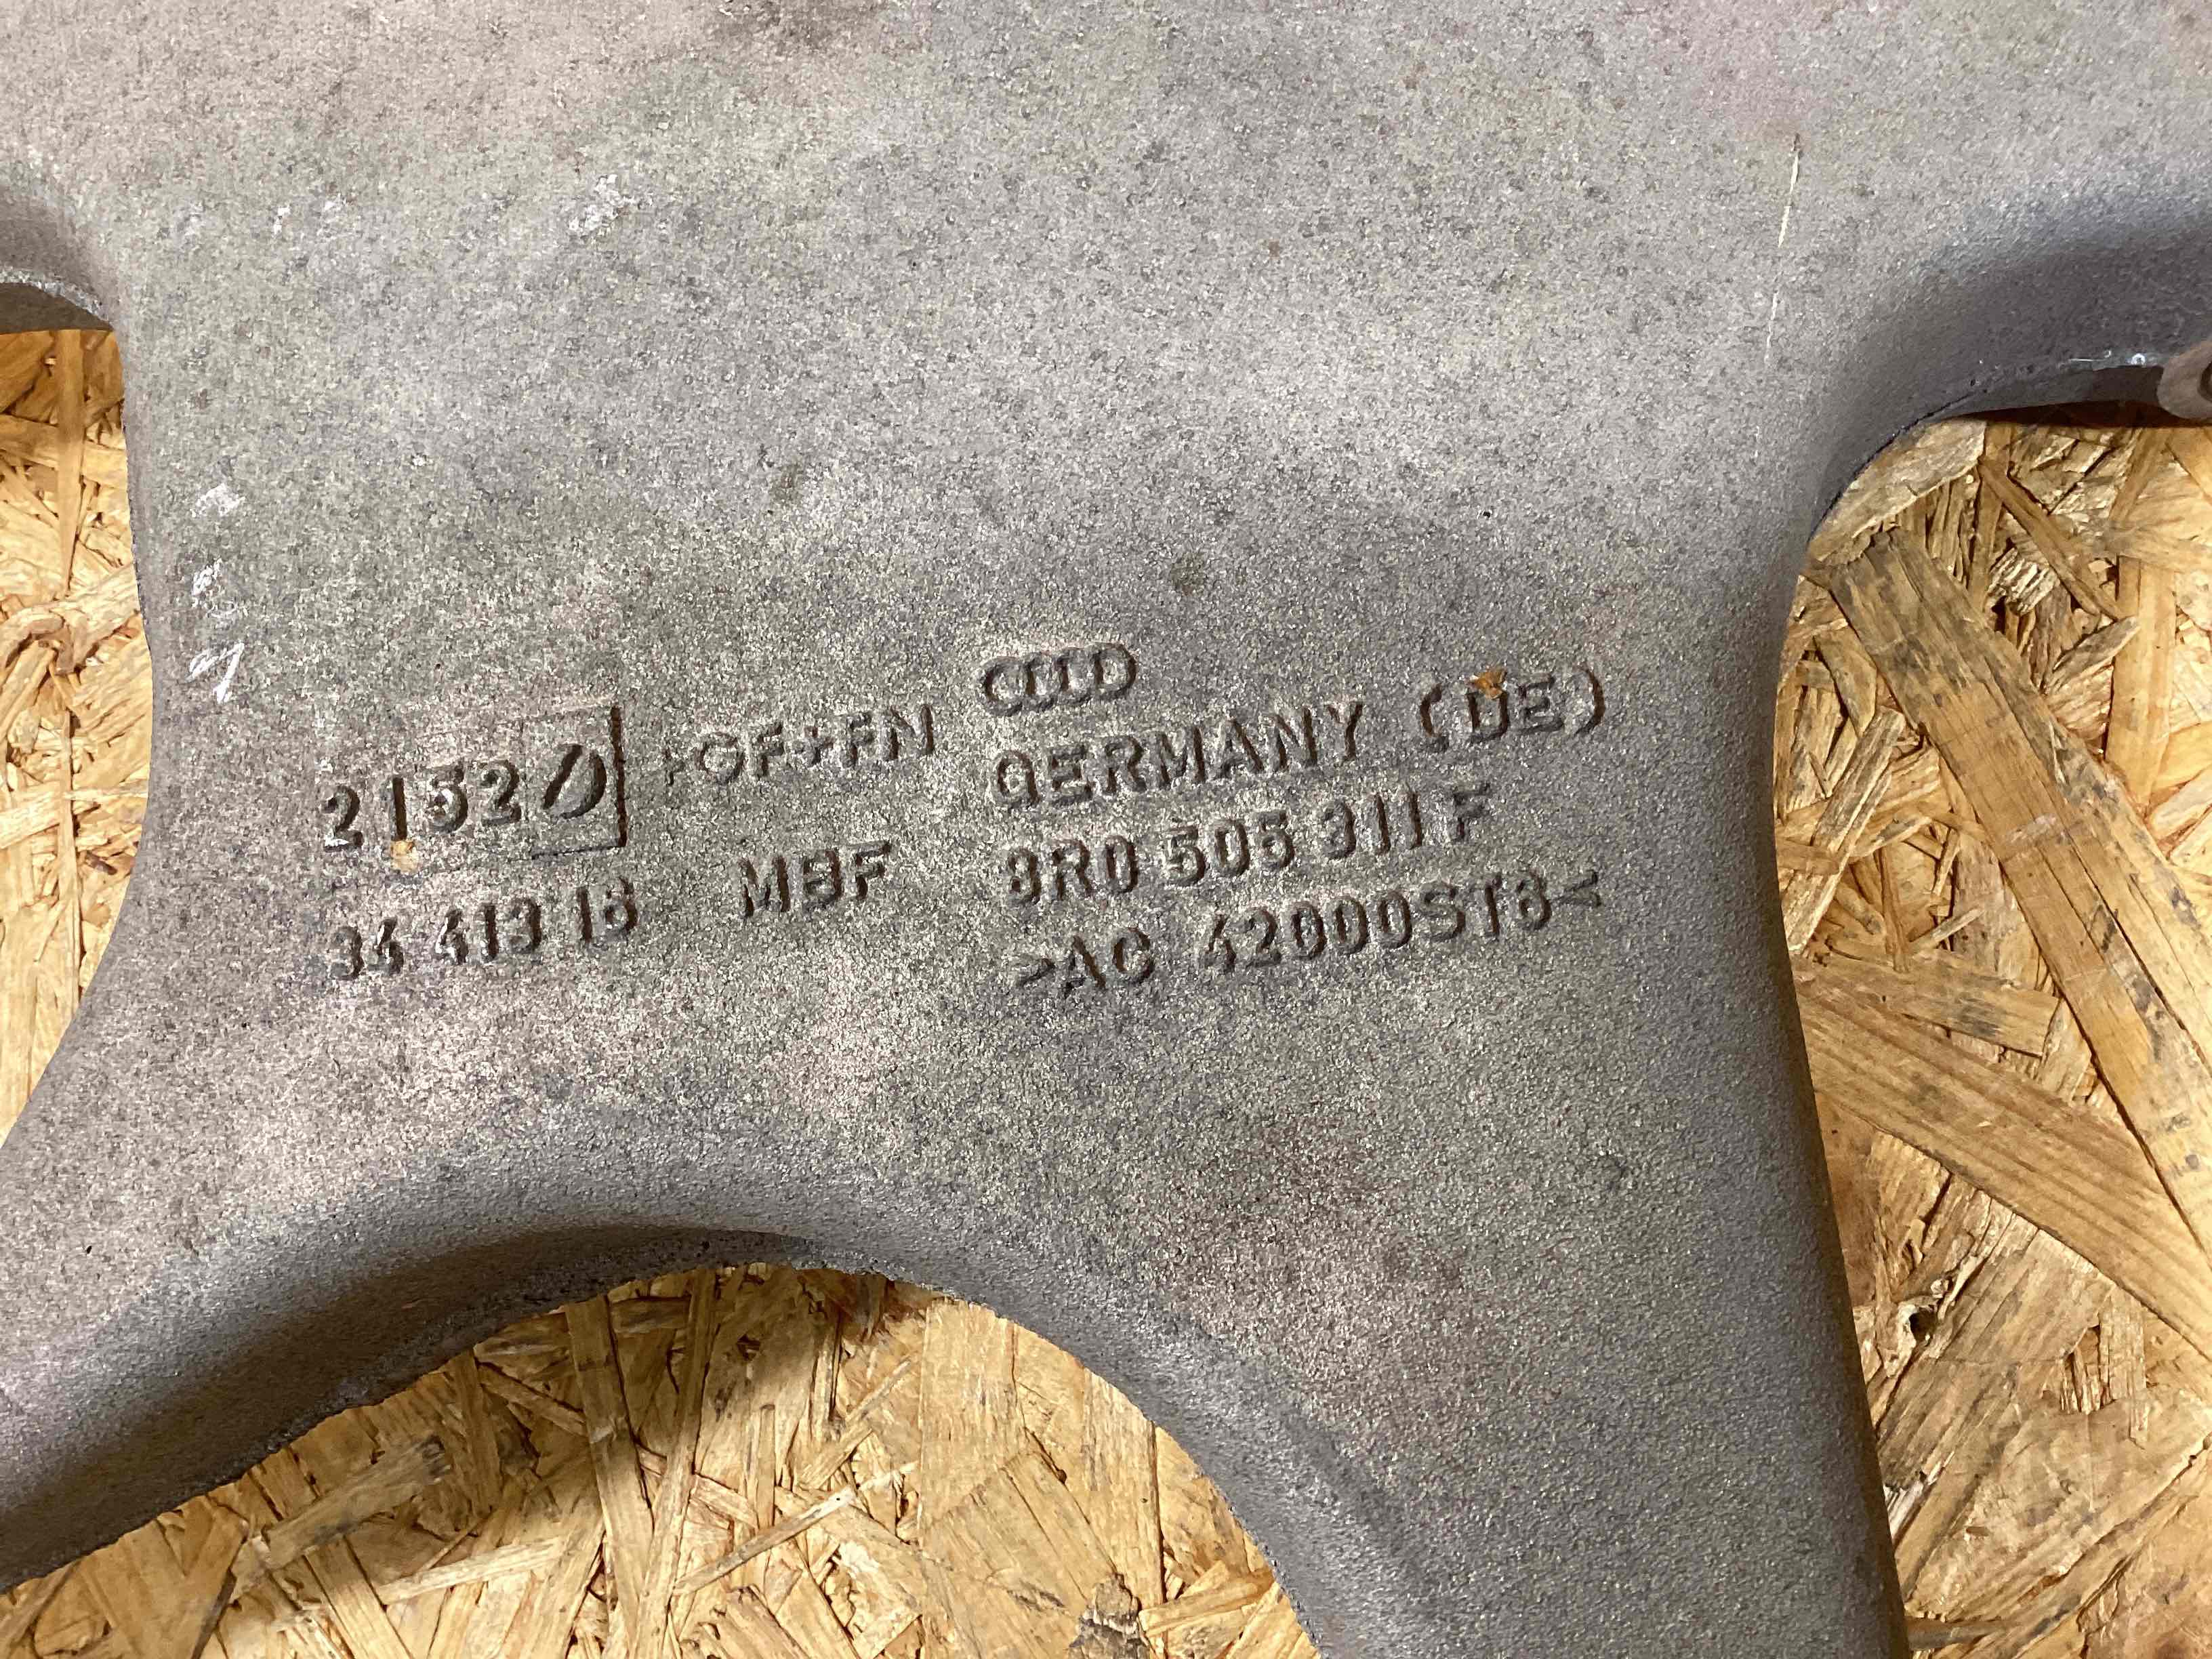 2152 +GF+FN
GERMANY (DE)
34 413 16 MBF 8R0 505 311 F
>AC 42000ST6<